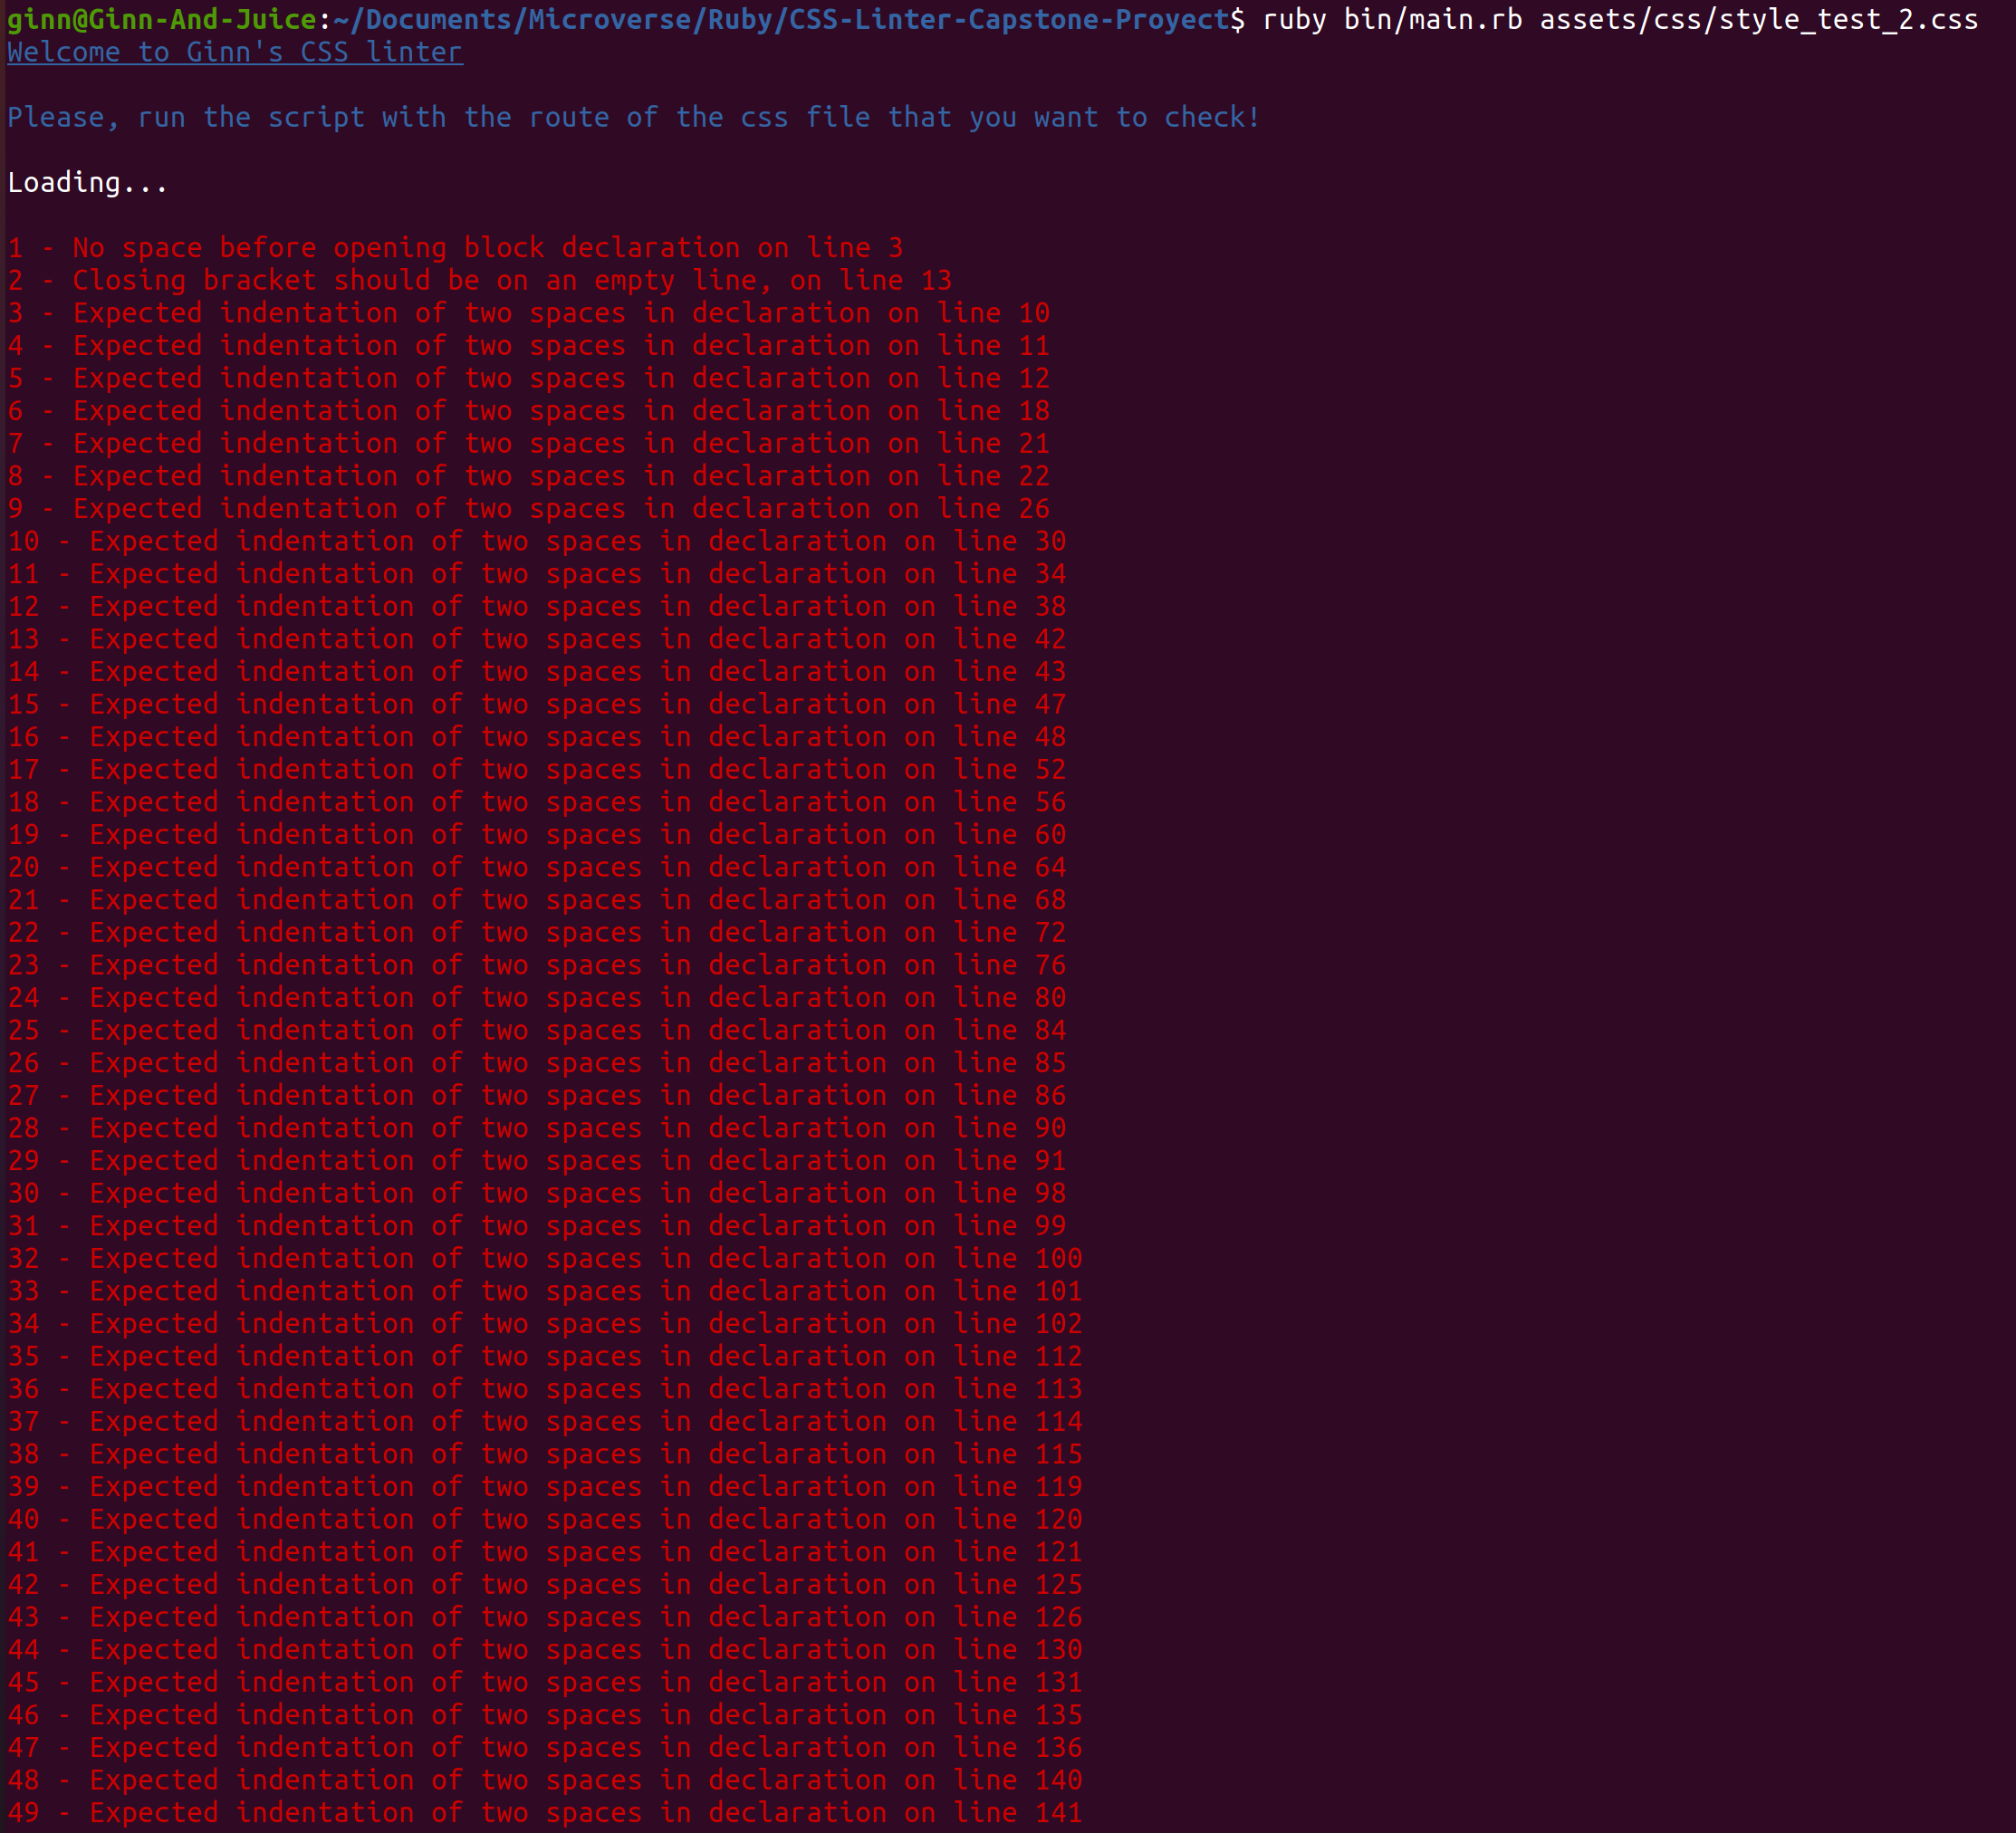 ginn@Ginn-And-Juice:~/Documents/Microverse/Ruby/CSS-Linter-Capstone-Proyect$ ruby bin/main.rb assets/css/style_test_2.css
Welcome to Ginn's CSS linter
Please, run the script with the route of the css file that you want to check!
Loading...
1 - No space before opening block declaration on line 3
2 - Closing bracket should be on an empty line, on line 13
3 - Expected indentation of two spaces in declaration on line 10
4 - Expected indentation of two spaces in declaration on line 11
5 - Expected indentation of two spaces in declaration on line 12
6 - Expected indentation of two spaces in declaration on line 18
7 - Expected indentation of two spaces in declaration on line 21
8 - Expected indentation of two spaces in declaration on line 22
9 - Expected indentation of two spaces in declaration on line 26
10 - Expected indentation of two spaces in declaration on line 30
11 - Expected indentation of two spaces in declaration on line 34
12 - Expected indentation of two spaces in declaration on line 38
13 - Expected indentation of two spaces in declaration on line 42
14 - Expected indentation of two spaces in declaration on line 43
15 - Expected indentation of two spaces in declaration on line 47
16 - Expected indentation of two spaces in declaration on line 48
17 - Expected indentation of two spaces in declaration on line 52
18 - Expected indentation of two spaces in declaration on line 56
19 - Expected indentation of two spaces in declaration on line 60
20 - Expected indentation of two spaces in declaration on line 64
21 - Expected indentation of two spaces in declaration on line 68
22 - Expected indentation of two spaces in declaration on line 72
23 - Expected indentation of two spaces in declaration on line 76
24 - Expected indentation of two spaces in declaration on line 80
25 - Expected indentation of two spaces in declaration on line 84
26 - Expected indentation of two spaces in declaration on line 85
27 - Expected indentation of two spaces in declaration on line 86
28 - Expected indentation of two spaces in declaration on line 90
29 - Expected indentation of two spaces in declaration on line 91
30 - Expected indentation of two spaces in declaration on line 98
31 - Expected indentation of two spaces in declaration on line 99
32 - Expected indentation of two spaces in declaration on line 100
33 - Expected indentation of two spaces in declaration on line 101
34 - Expected indentation of two spaces in declaration on line 102
35 - Expected indentation of two spaces in declaration on line 112
36 - Expected indentation of two spaces in declaration on line 113
37 - Expected indentation of two spaces in declaration on line 114
38 - Expected indentation of two spaces in declaration on line 115
39 - Expected indentation of two spaces in declaration on line 119
40 - Expected indentation of two spaces in declaration on line 120
41 - Expected indentation of two spaces in declaration on line 121
42 - Expected indentation of two spaces in declaration on line 125
43 - Expected indentation of two spaces in declaration on line 126
44 - Expected indentation of two spaces in declaration on line 130
45 - Expected indentation of two spaces in declaration on line 131
46 - Expected indentation of two spaces in declaration on line 135
47 - Expected indentation of two spaces in declaration on line 136
48 - Expected indentation of two spaces in declaration on line 140
49 - Expected indentation of two spaces in declaration on line 141